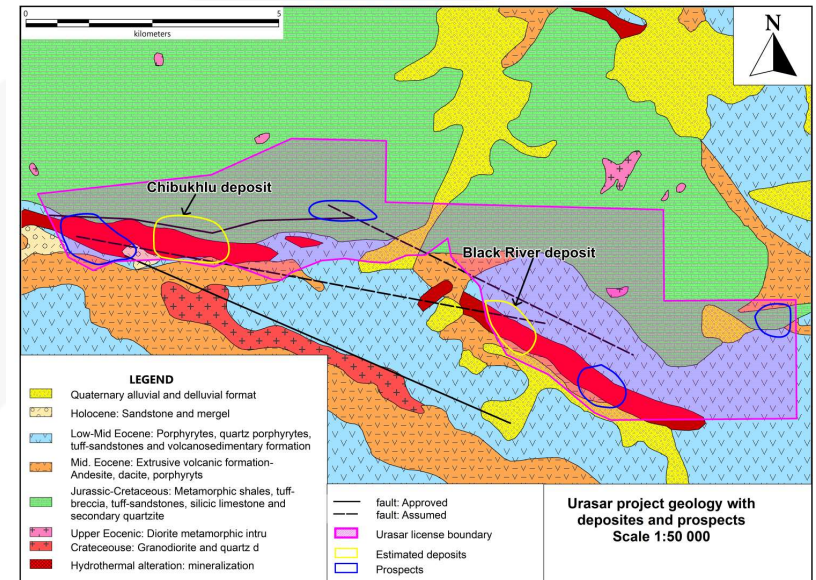 0 5
kilometers
N
Chibukhlu deposit
Black River deposit
LEGEND
Quaternary alluvial and delluvial format
Holocene: Sandstone and mergel
Low-Mid Eocene: Porphyrytes, quartz porphyrytes,
tuff-sandstones and volcanosedimentary formation
Mid. Eocene: Extrusive volcanic formation-
Andesite, dacite, porphyryts
Jurassic-Cretaceous: Metamorphic shales, tuff-
breccia, tuff-sandstones, silicic limestone and
secondary quartzite
Upper Eocenic: Diorite metamorphic intru
Crateceouse: Granodiorite and quartz d
Hydrothermal alteration: mineralization
fault: Approved
fault: Assumed
Urasar license boundary
Estimated deposits
Prospects
Urasar project geology with
deposites and prospects
Scale 1:50 000